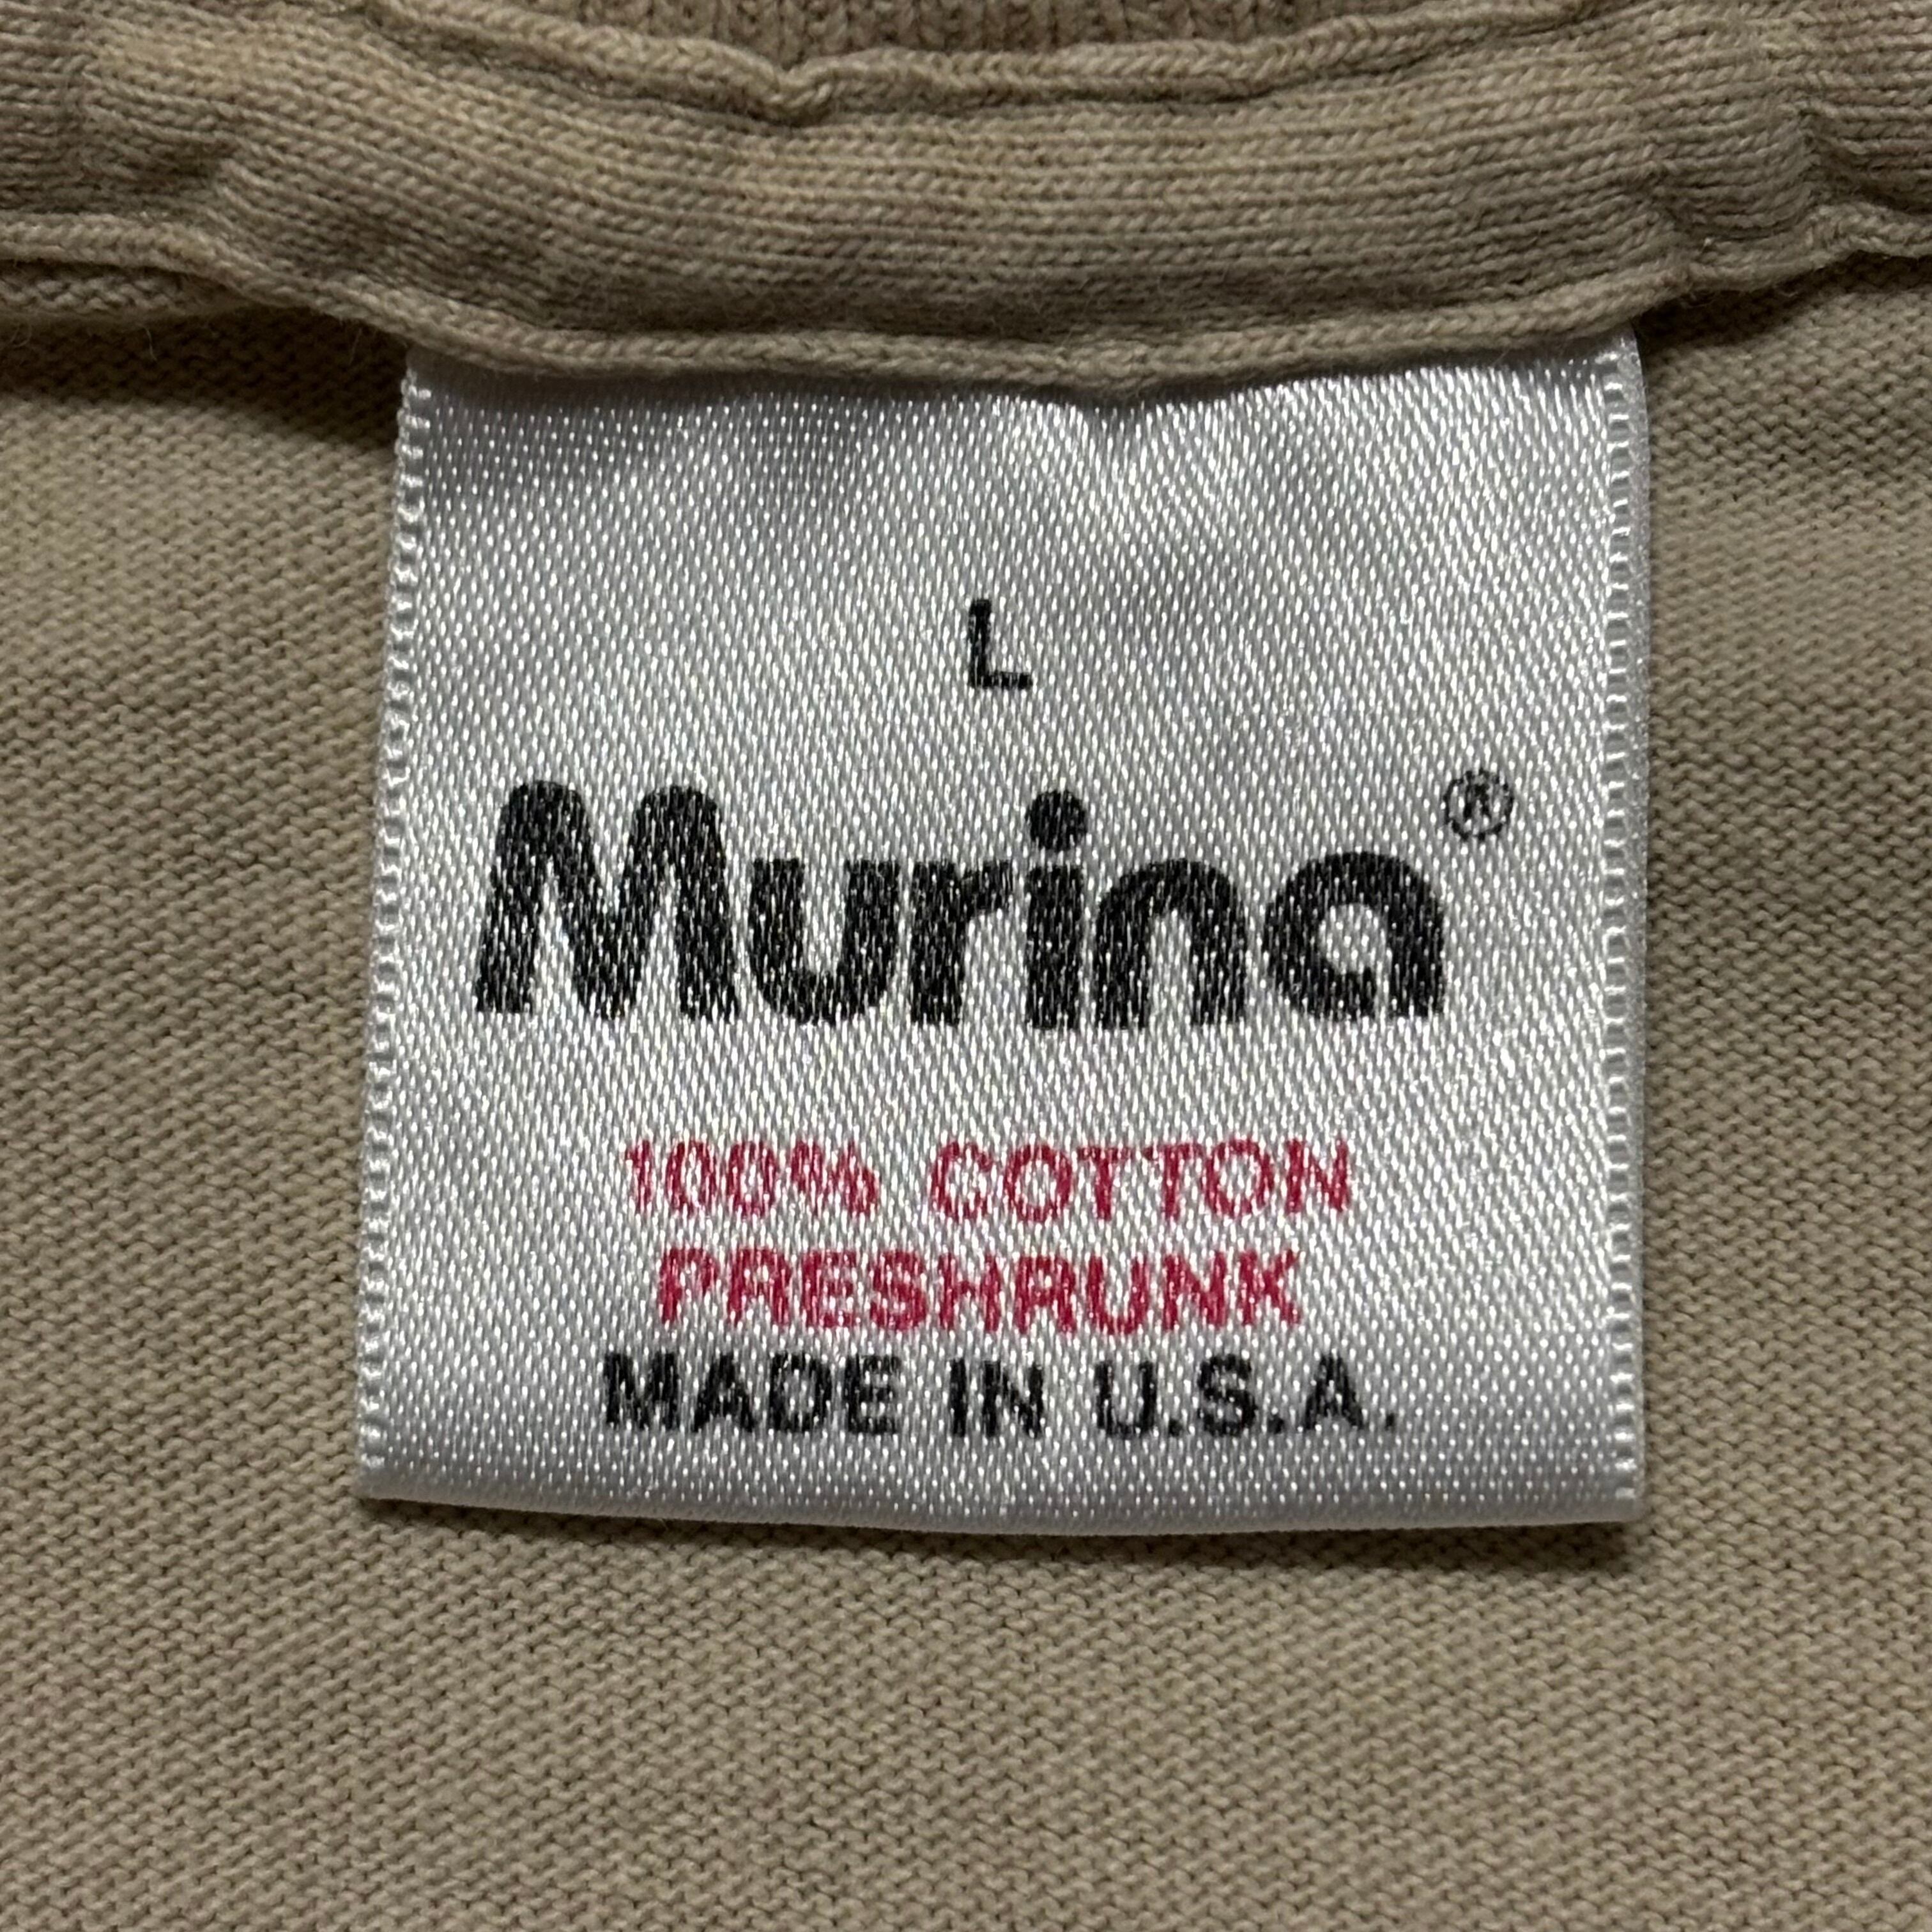 L
Murina®
100% COTTON
PRESHRUNK
MADE IN U.S.A.